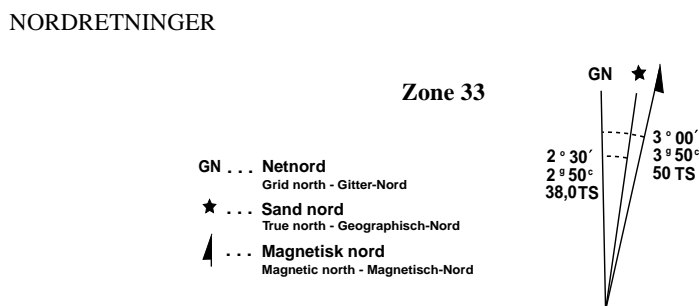 NORDRETNINGER
Zone 33
GN . . . Netnord
Grid north - Gitter-Nord
★ . . . Sand nord
True north - Geographisch-Nord
. . . Magnetisk nord
Magnetic north - Magnetisch-Nord
GN ★
2 ° 30´
2 ᵍ 50ᶜ
38,0TS
3 ° 00´
3 ᵍ 50ᶜ
50 TS